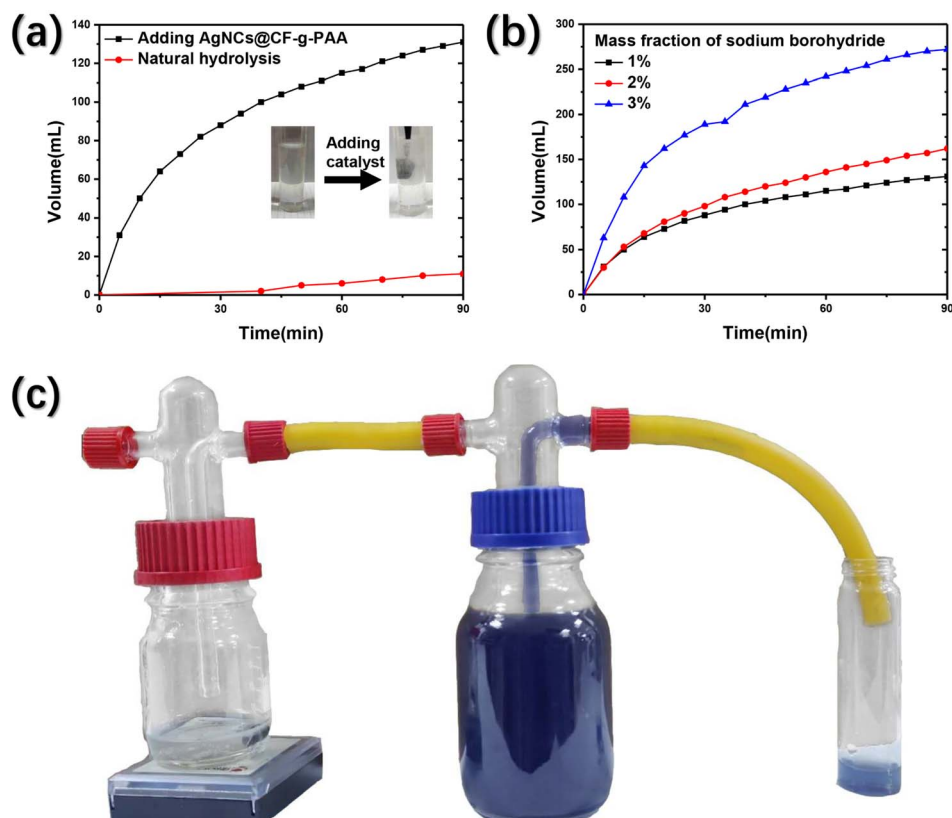 (a)
140
120
100
80
60
40
20
0
0
30
60
90
Volume(mL)
Time(min)
Adding AgNCs@CF-g-PAA
Natural hydrolysis
Adding
catalyst
(b)
300
250
200
150
100
50
0
0
30
60
90
Volume(mL)
Time(min)
Mass fraction of sodium borohydride
1%
2%
3%
(c)